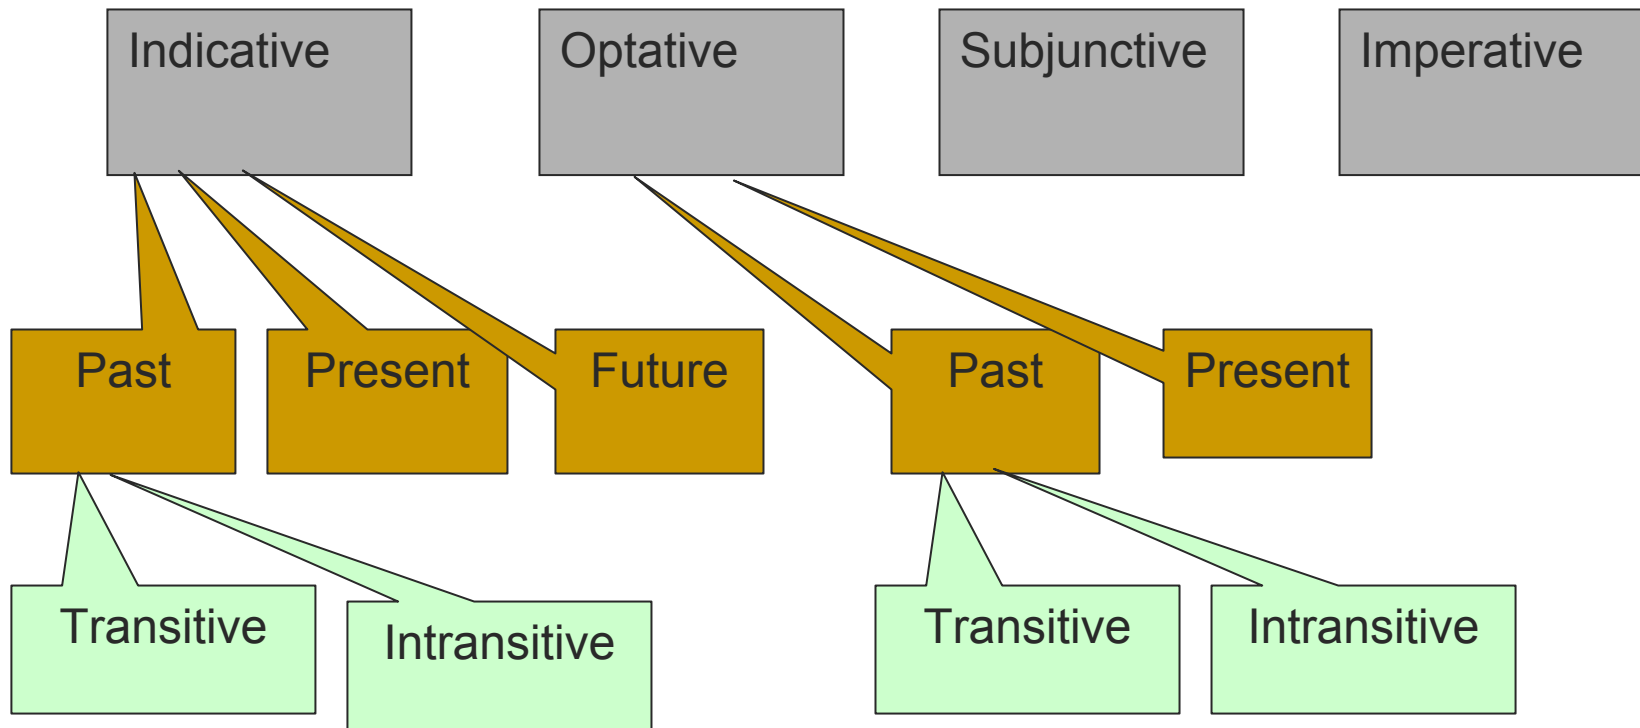 Indicative
Optative
Subjunctive
Imperative
Past
Present
Future
Past
Present
Transitive
Intransitive
Transitive
Intransitive